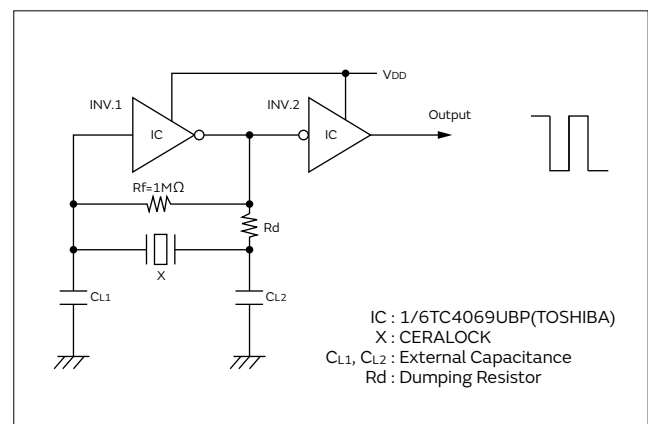 VDD
INV.1
INV.2
IC
IC
Output
Rf=1MΩ
Rd
X
CL1
CL2
IC : 1/6TC4069UBP(TOSHIBA)
X : CERALOCK
CL1, CL2 : External Capacitance
Rd : Dumping Resistor